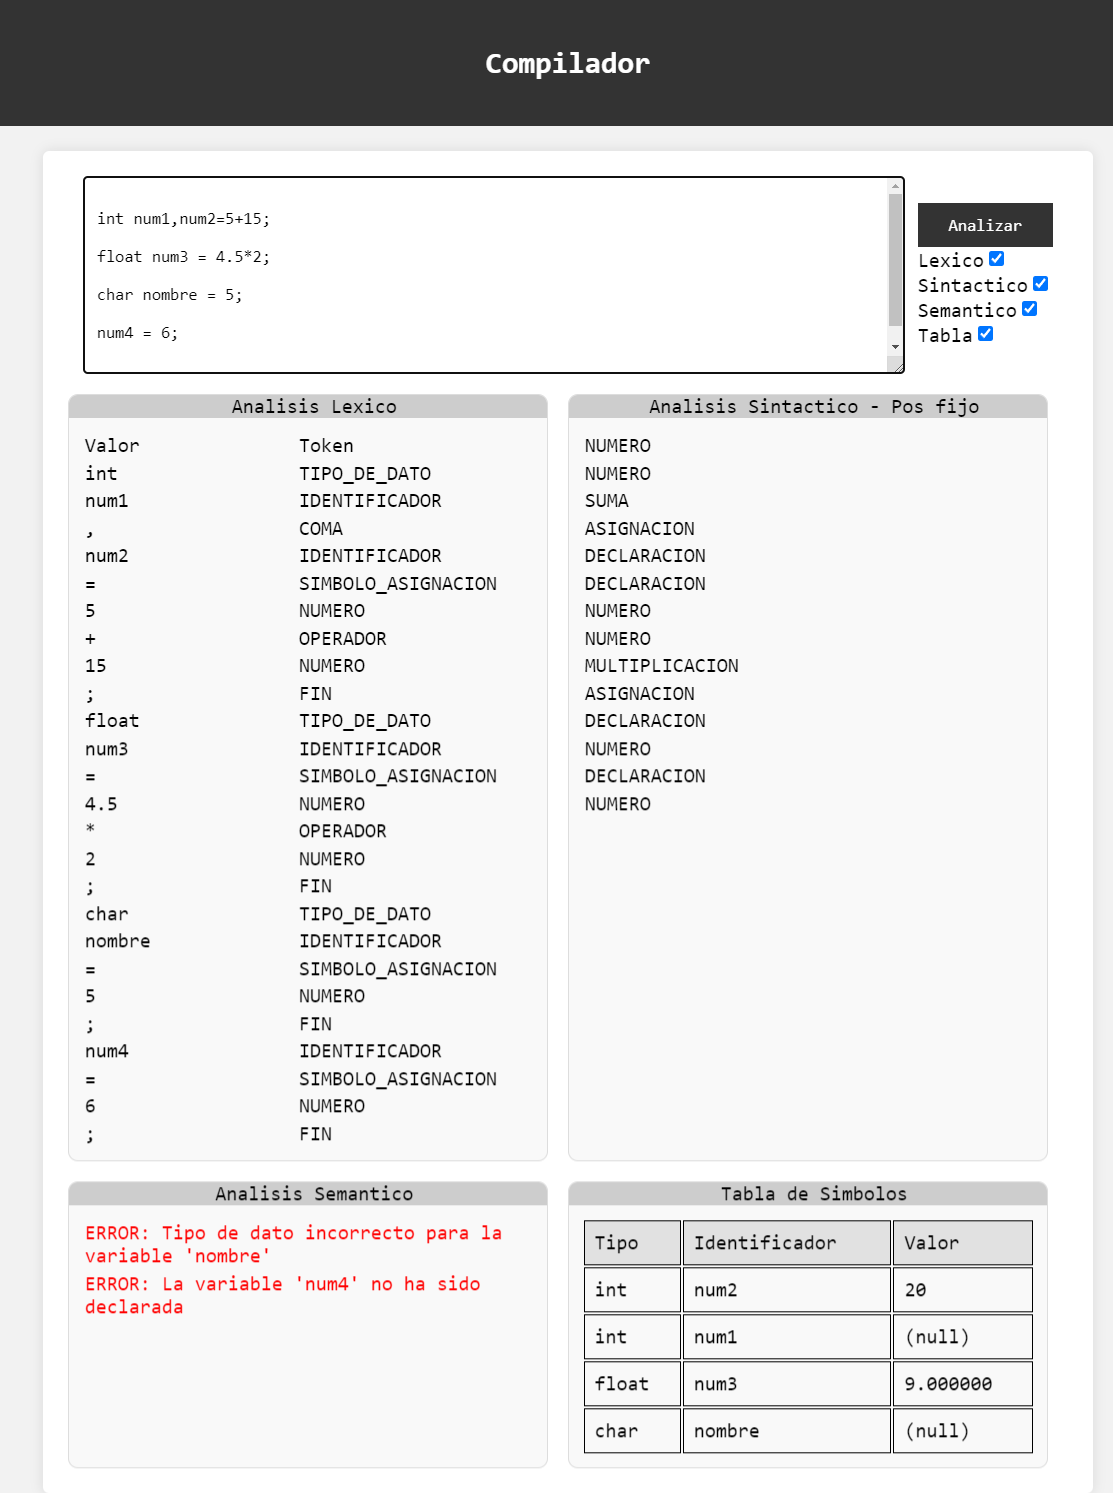 Compilador
int num1,num2=5+15;
float num3 = 4.5*2;
char nombre = 5;
num4 = 6;
Analizar
Lexico
Sintactico
Semantico
Tabla
Analisis Lexico
Valor Token
int TIPO_DE_DATO
num1 IDENTIFICADOR
, COMA
num2 IDENTIFICADOR
= SIMBOLO_ASIGNACION
5 NUMERO
+ OPERADOR
15 NUMERO
; FIN
float TIPO_DE_DATO
num3 IDENTIFICADOR
= SIMBOLO_ASIGNACION
4.5 NUMERO
* OPERADOR
2 NUMERO
; FIN
char TIPO_DE_DATO
nombre IDENTIFICADOR
= SIMBOLO_ASIGNACION
5 NUMERO
; FIN
num4 IDENTIFICADOR
= SIMBOLO_ASIGNACION
6 NUMERO
; FIN
Analisis Sintactico - Pos fijo
NUMERO
NUMERO
SUMA
ASIGNACION
DECLARACION
DECLARACION
NUMERO
NUMERO
MULTIPLICACION
ASIGNACION
DECLARACION
NUMERO
DECLARACION
NUMERO
Analisis Semantico
ERROR: Tipo de dato incorrecto para la
variable 'nombre'
ERROR: La variable 'num4' no ha sido
declarada
Tabla de Simbolos
Tipo Identificador Valor
int num2 20
int num1 (null)
float num3 9.000000
char nombre (null)